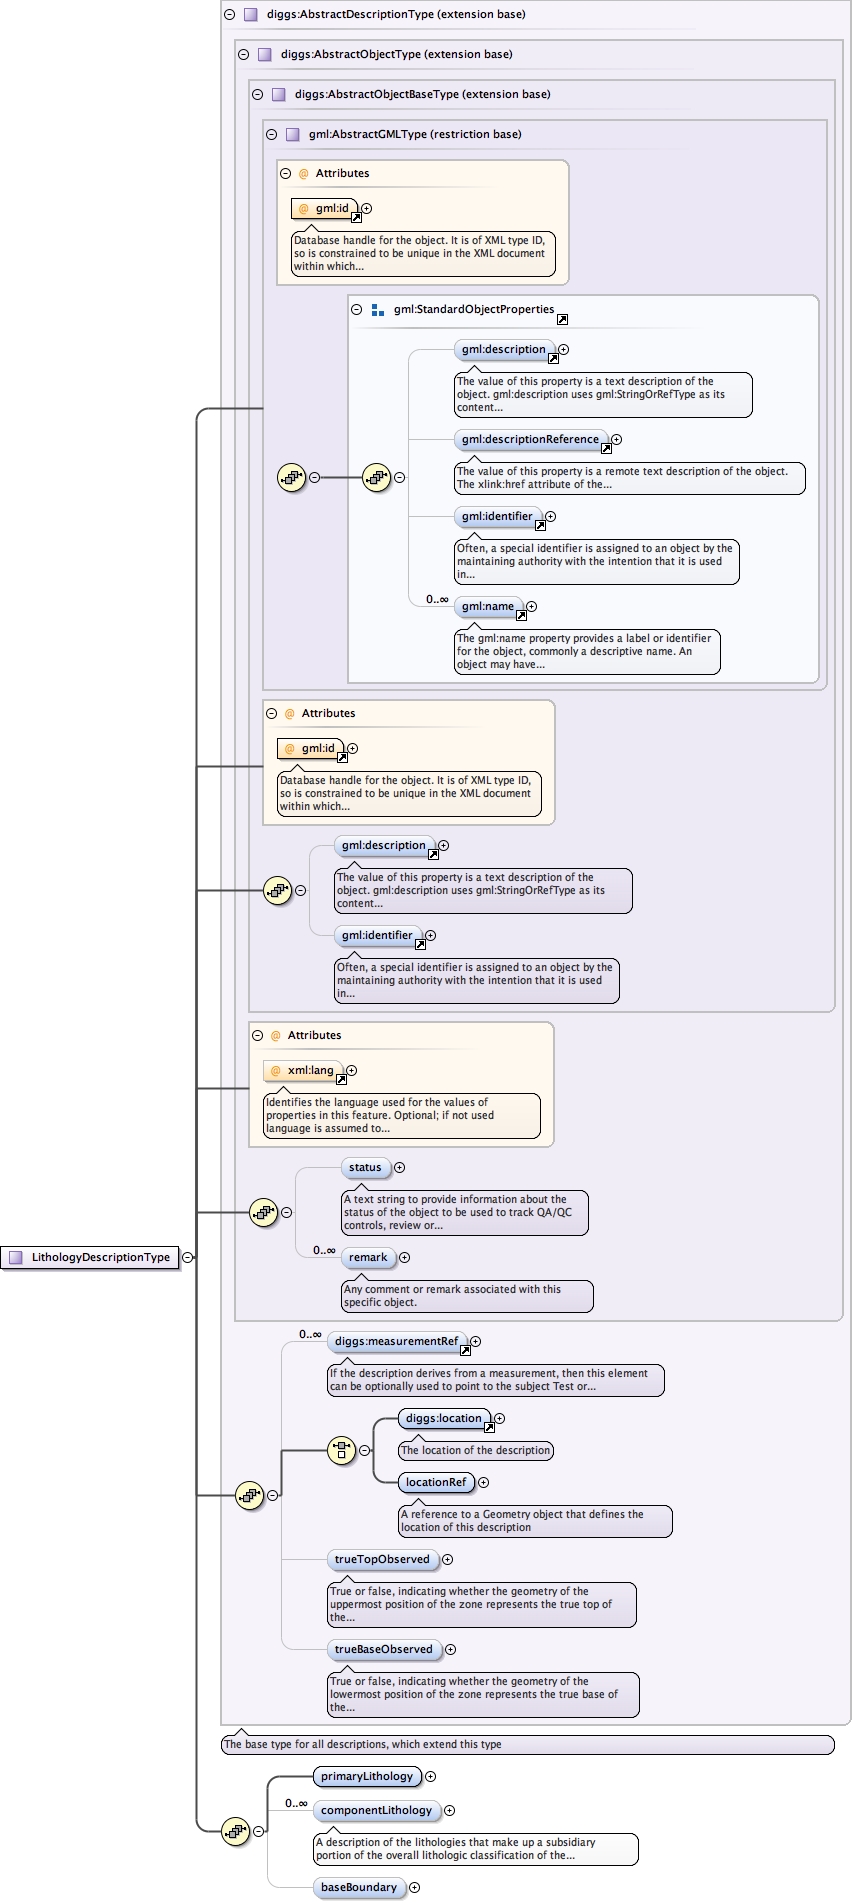 diggs:AbstractDescriptionType (extension base)
diggs:AbstractObjectType (extension base)
diggs:AbstractObjectBaseType (extension base)
gml:AbstractGMLType (restriction base)
@ Attributes
@ gml:id
Database handle for the object. It is of XML type ID,
so is constrained to be unique in the XML document
within which...
gml:StandardObjectProperties
gml:description
The value of this property is a text description of the
object. gml:description uses gml:StringOrRefType as its
content...
gml:descriptionReference
The value of this property is a remote text description of the object.
The xlink:href attribute of the...
gml:identifier
Often, a special identifier is assigned to an object by the
maintaining authority with the intention that it is used
in...
0..∞ gml:name
The gml:name property provides a label or identifier
for the object, commonly a descriptive name. An
object may have...
@ Attributes
@ gml:id
Database handle for the object. It is of XML type ID,
so is constrained to be unique in the XML document
within which...
gml:description
The value of this property is a text description of the
object. gml:description uses gml:StringOrRefType as its
content...
gml:identifier
Often, a special identifier is assigned to an object by the
maintaining authority with the intention that it is used
in...
@ Attributes
@ xml:lang
Identifies the language used for the values of
properties in this feature. Optional; if not used
language is assumed to...
status
A text string to provide information about the
status of the object to be used to track QA/QC
controls, review or...
LithologyDescriptionType
0..∞ remark
Any comment or remark associated with this
specific object.
0..∞ diggs:measurementRef
If the description derives from a measurement, then this element
can be optionally used to point to the subject Test or...
diggs:location
The location of the description
locationRef
A reference to a Geometry object that defines the
location of this description
trueTopObserved
True or false, indicating whether the geometry of the
uppermost position of the zone represents the true top of
the...
trueBaseObserved
True or false, indicating whether the geometry of the
lowermost position of the zone represents the true base of
the...
The base type for all descriptions, which extend this type
primaryLithology
0..∞ componentLithology
A description of the lithologies that make up a subsidiary
portion of the overall lithologic classification of the...
baseBoundary